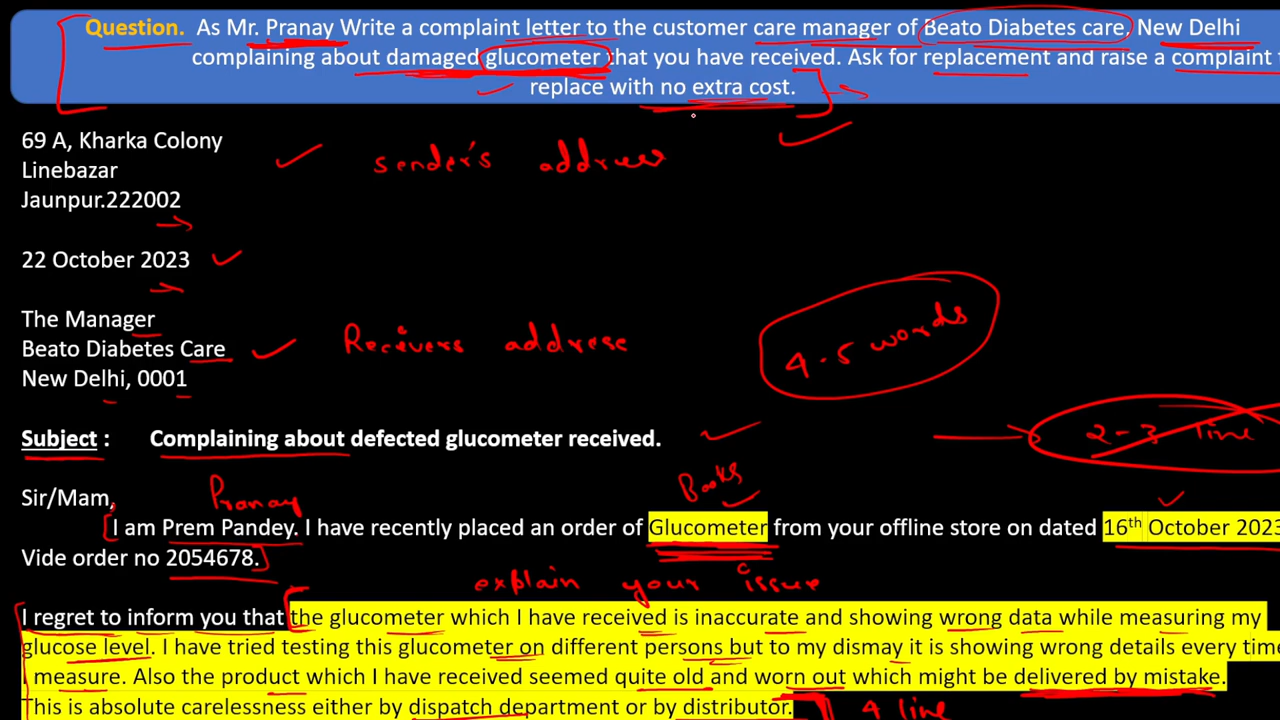 Question. As Mr. Pranay Write a complaint letter to the customer care manager of Beato Diabetes care, New Delhi
complaining about damaged glucometer that you have received. Ask for replacement and raise a complaint
replace with no extra cost.
69 A, Kharka Colony
Linebazar
Jaunpur.222002
sender's address
22 October 2023
The Manager
Beato Diabetes Care
New Delhi, 0001
Recievers address
4-5 words
Subject : Complaining about defected glucometer received.
2-3 line
Sir/Mam,
Pranay
Books
I am Prem Pandey. I have recently placed an order of Glucometer from your offline store on dated 16th October 2023
Vide order no 2054678.
explain your issue
I regret to inform you that the glucometer which I have received is inaccurate and showing wrong data while measuring my
glucose level. I have tried testing this glucometer on different persons but to my dismay it is showing wrong details every time
I measure. Also the product which I have received seemed quite old and worn out which might be delivered by mistake.
This is absolute carelessness either by dispatch department or by distributor.
4 line